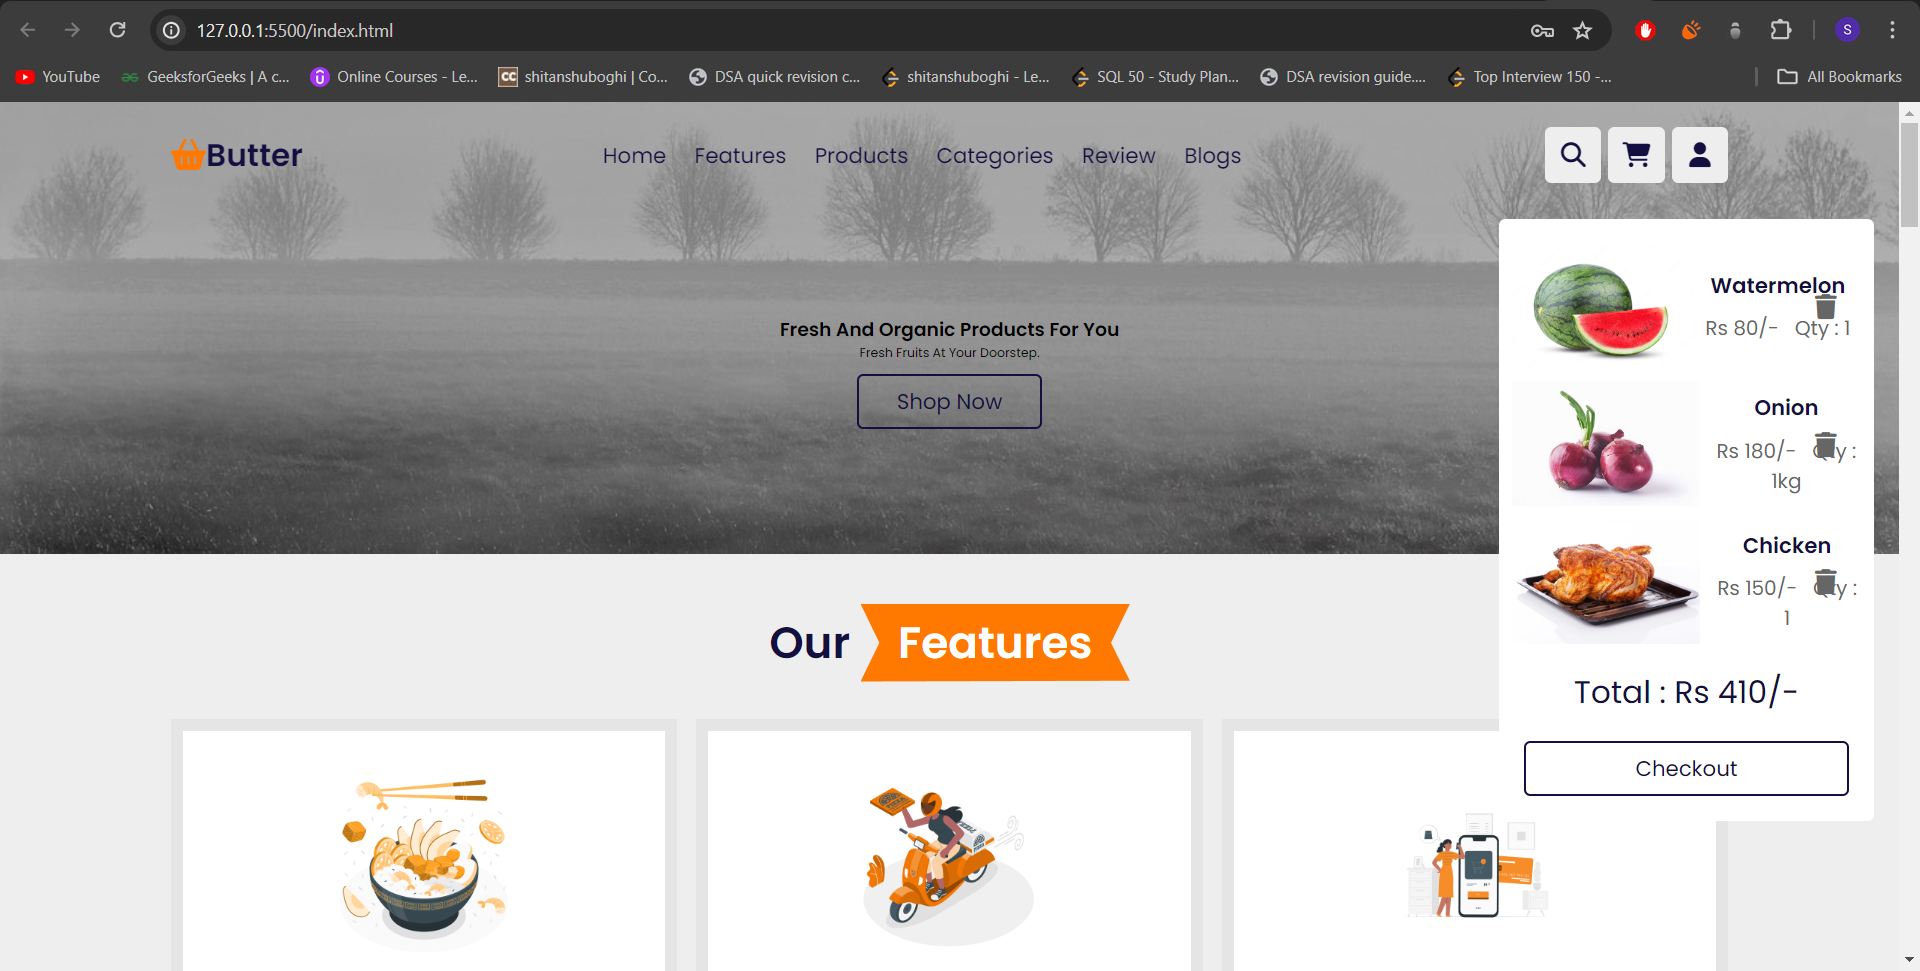 127.0.0.1:5500/index.html
YouTube
GeeksforGeeks | A c...
Online Courses - Le...
shitanshuboghi | Co...
DSA quick revision c...
shitanshuboghi - Le...
SQL 50 - Study Plan...
DSA revision guide....
Top Interview 150 -...
All Bookmarks
S
Butter
Home Features Products Categories Review Blogs
Fresh And Organic Products For You
Fresh Fruits At Your Doorstep.
Shop Now
Watermelon
Rs 80/- Qty : 1
Onion
Rs 180/- Qty :
1kg
Chicken
Rs 150/- Qty :
1
Total : Rs 410/-
Checkout
Our Features